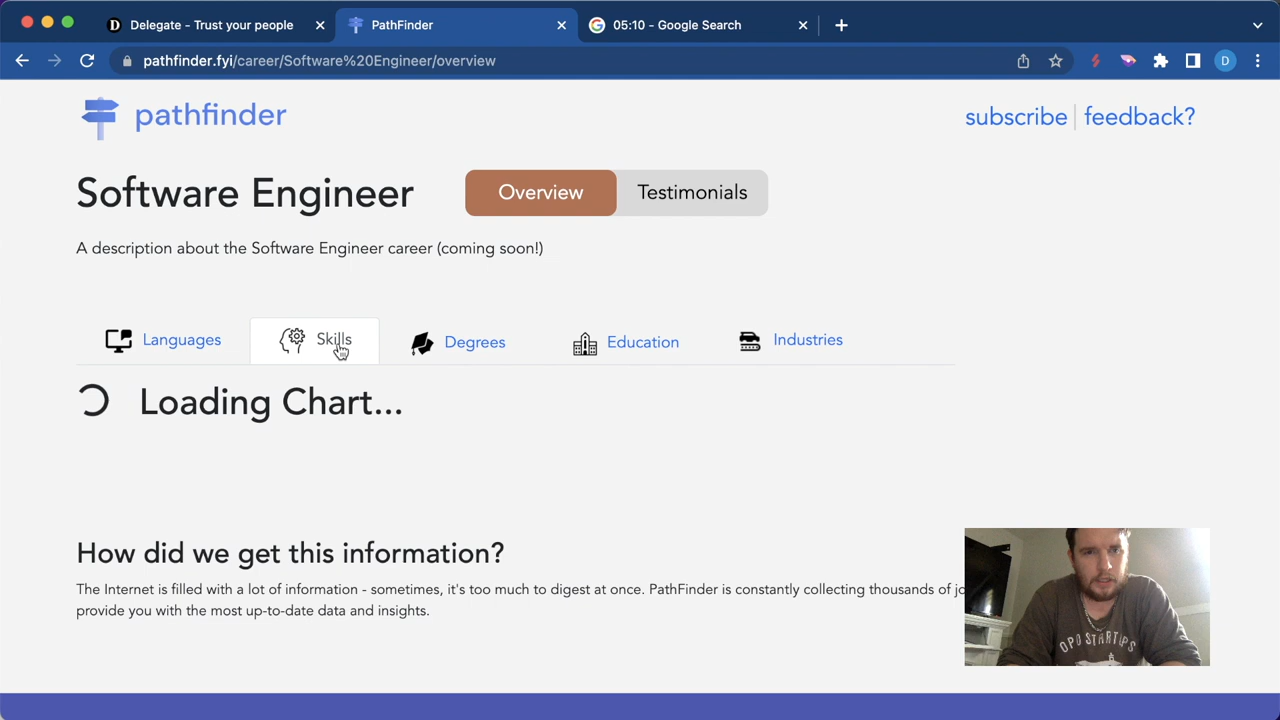 Delegate - Trust your people
PathFinder
05:10 - Google Search
pathfinder.fyi/career/Software%20Engineer/overview
D
pathfinder
subscribe
feedback?
Software Engineer
Overview
Testimonials
A description about the Software Engineer career (coming soon!)
Languages
Skills
Degrees
Education
Industries
Loading Chart...
How did we get this information?
The Internet is filled with a lot of information - sometimes, it's too much to digest at once. PathFinder is constantly collecting thousands of jo
provide you with the most up-to-date data and insights.
OPO STARTUPS